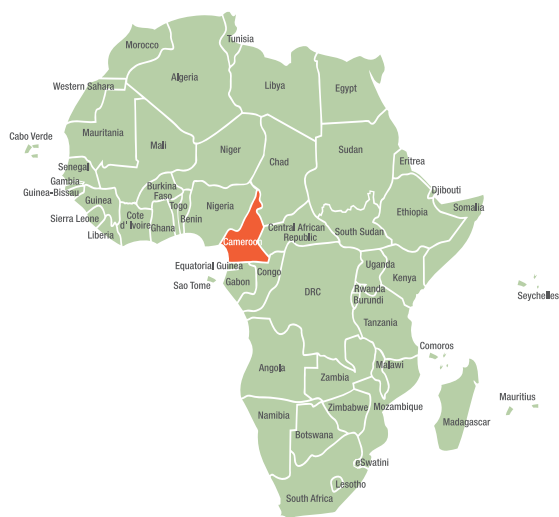 Morocco
Tunisia
Algeria
Libya
Egypt
Western Sahara
Mauritania
Mali
Niger
Chad
Sudan
Eritrea
Cabo Verde
Senegal
Gambia
Guinea-Bissau
Guinea
Sierra Leone
Liberia
Cote
d' Ivoire
Burkina
Faso
Ghana
Togo
Benin
Nigeria
Cameroon
Central African
Republic
South Sudan
Ethiopia
Djibouti
Somalia
Equatorial Guinea
Sao Tome
Gabon
Congo
DRC
Uganda
Kenya
Rwanda
Burundi
Tanzania
Seychelles
Comoros
Angola
Zambia
Malawi
Mozambique
Zimbabwe
Namibia
Botswana
Madagascar
Mauritius
eSwatini
Lesotho
South Africa